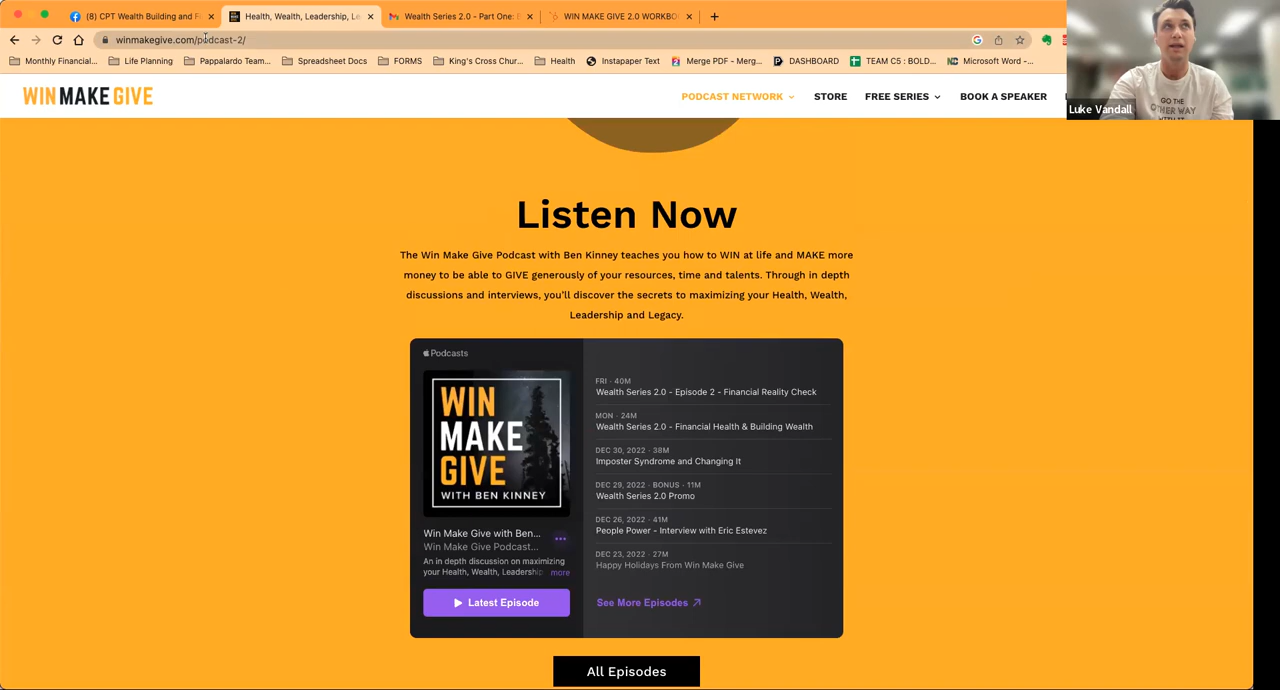 (8) CPT Wealth Building and Fi
Health, Wealth, Leadership, Le
Wealth Series 2.0 - Part One: B
WIN MAKE GIVE 2.0 WORKBO
winmakegive.com/podcast-2/
Monthly Financial...
Life Planning
Pappalardo Team...
Spreadsheet Docs
FORMS
King's Cross Chur...
Health
Instapaper Text
Merge PDF - Merg...
DASHBOARD
TEAM C5 : BOLD...
Microsoft Word -...
WIN MAKE GIVE
PODCAST NETWORK
STORE
FREE SERIES
BOOK A SPEAKER
GO THE
OTHER WAY
WITH IT
Luke Vandall
Listen Now
The Win Make Give Podcast with Ben Kinney teaches you how to WIN at life and MAKE more
money to be able to GIVE generously of your resources, time and talents. Through in depth
discussions and interviews, you'll discover the secrets to maximizing your Health, Wealth,
Leadership and Legacy.
Podcasts
WIN
MAKE
GIVE
WITH BEN KINNEY
Win Make Give with Ben...
Win Make Give Podcast...
An in depth discussion on maximizing
your Health, Wealth, Leadership
more
Latest Episode
FRI · 40M
Wealth Series 2.0 - Episode 2 - Financial Reality Check
MON · 24M
Wealth Series 2.0 - Financial Health & Building Wealth
DEC 30, 2022 · 38M
Imposter Syndrome and Changing It
DEC 29, 2022 · BONUS · 11M
Wealth Series 2.0 Promo
DEC 26, 2022 · 41M
People Power - Interview with Eric Estevez
DEC 23, 2022 · 27M
Happy Holidays From Win Make Give
See More Episodes
All Episodes